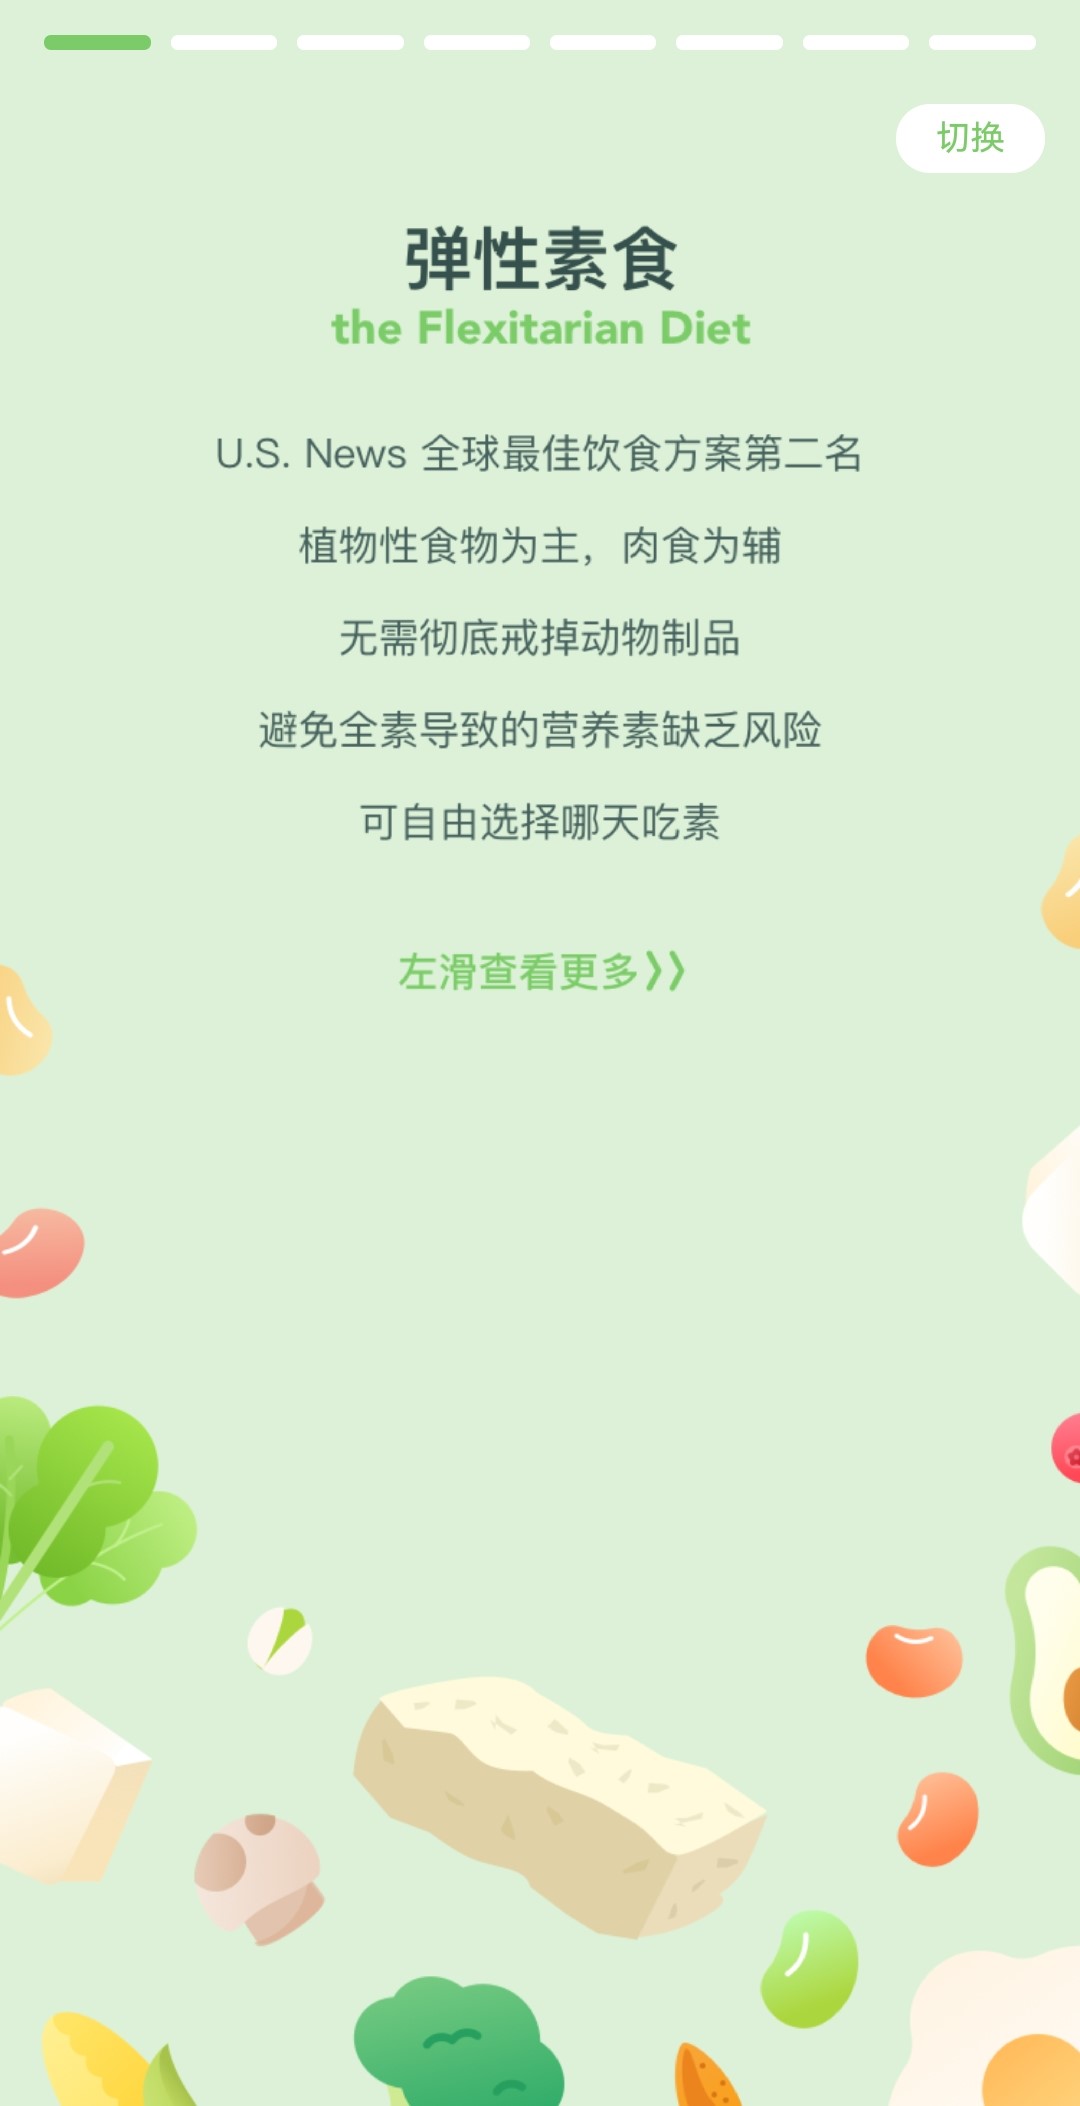 切换
弹性素食
the Flexitarian Diet
U.S. News 全球最佳饮食方案第二名
植物性食物为主，肉食为辅
无需彻底戒掉动物制品
避免全素导致的营养素缺乏风险
可自由选择哪天吃素
左滑查看更多》